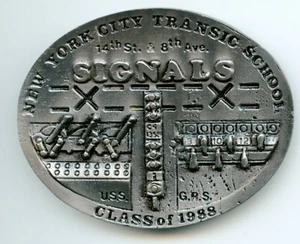 NEW YORK CITY TRANSIC SCHOOL
14th St. & 8th Ave.
SIGNALS
U.S.S. G.R.S.
CLASS of 1988